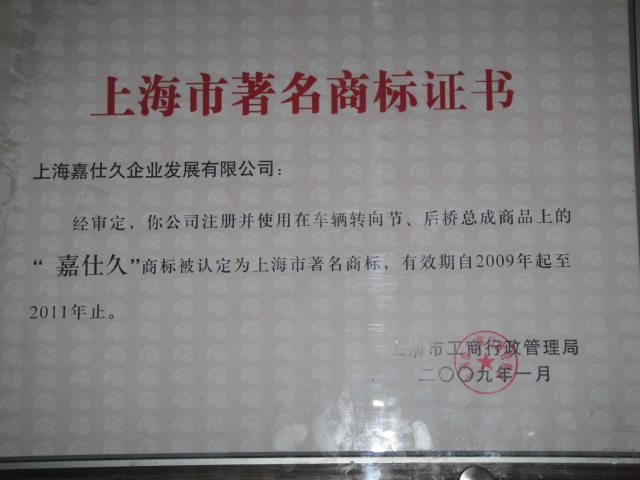 上海市著名商标证书
上海嘉仕久企业发展有限公司：
经审定，你公司注册并使用在车辆转向节、后桥总成商品上的
“嘉仕久”商标被认定为上海市著名商标，有效期自2009年起至
2011年止。
上海市工商行政管理局
二〇〇九年一月